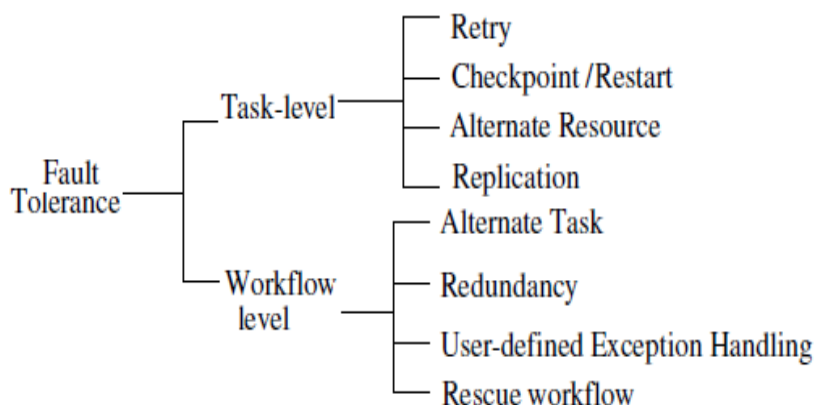 Fault
Tolerance
Task-level
Retry
Checkpoint /Restart
Alternate Resource
Replication
Workflow
level
Alternate Task
Redundancy
User-defined Exception Handling
Rescue workflow